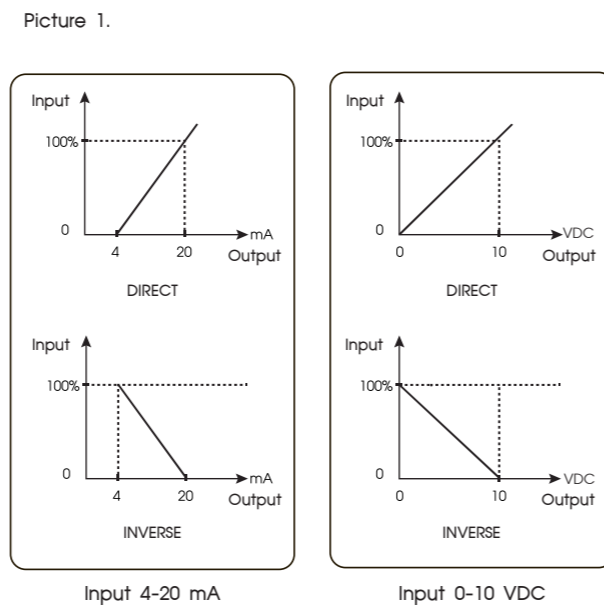 Picture 1.
Input
100%
0
4
20
mA
Output
DIRECT
Input
100%
0
0
10
VDC
Output
DIRECT
Input
100%
0
4
20
mA
Output
INVERSE
Input
100%
0
0
10
VDC
Output
INVERSE
Input 4-20 mA
Input 0-10 VDC